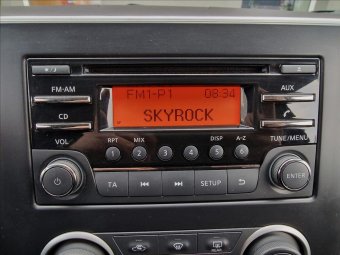 FM1-P1 08:34
SKYROCK
FM·AM
AUX
CD
VOL
TUNE/MENU
RPT MIX DISP A-Z
1 2 3 4 5 6
TA
SETUP
ENTER
REAR